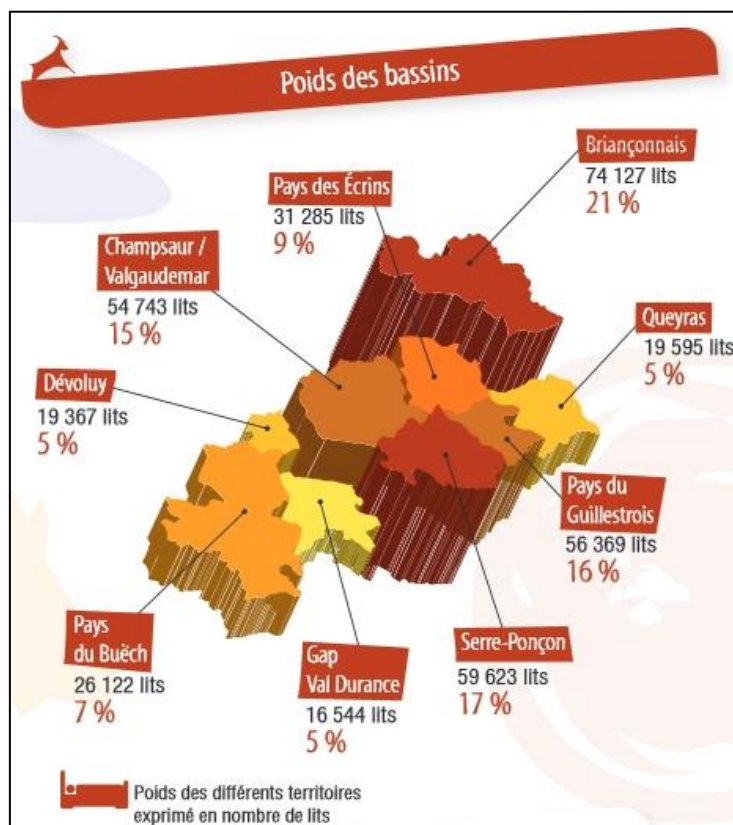 Poids des bassins
Briançonnais
74 127 lits
21 %
Pays des Écrins
31 285 lits
9 %
Champsaur /
Valgaudemar
54 743 lits
15 %
Queyras
19 595 lits
5 %
Dévoluy
19 367 lits
5 %
Pays du
Guillestrois
56 369 lits
16 %
Pays
du Buëch
26 122 lits
7 %
Gap
Val Durance
16 544 lits
5 %
Serre-Ponçon
59 623 lits
17 %
Poids des différents territoires
exprimé en nombre de lits